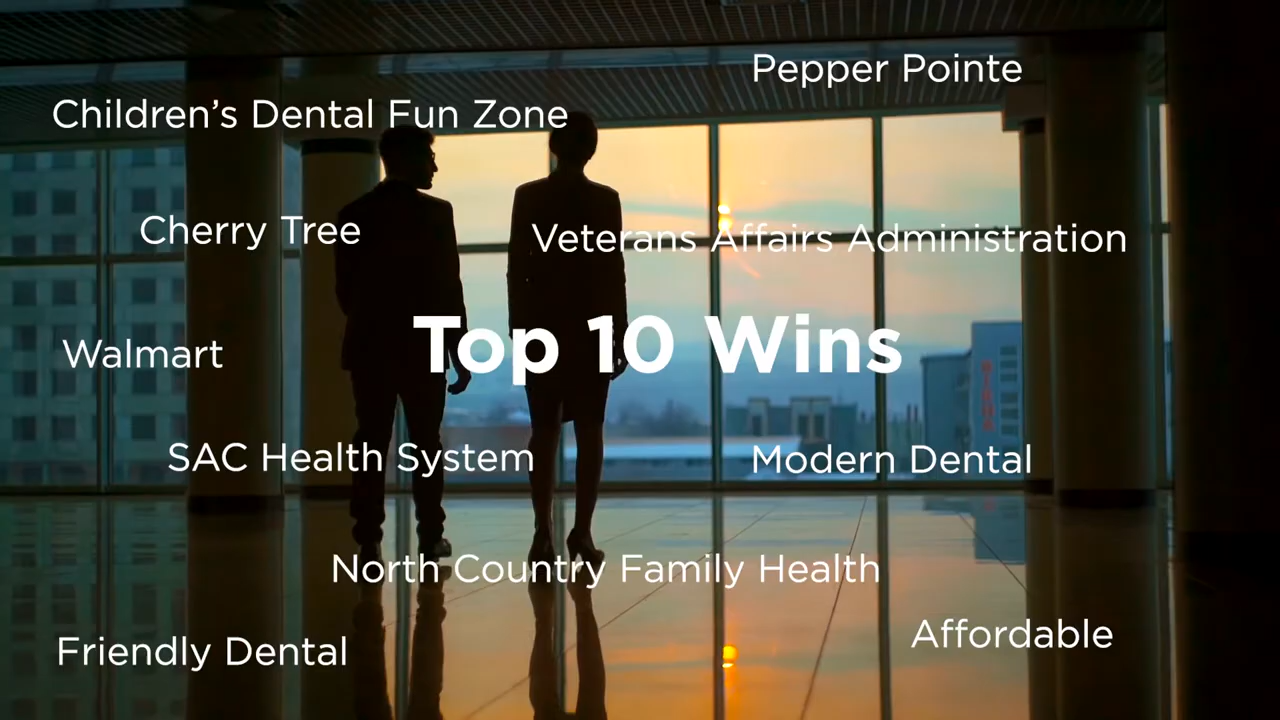 Pepper Pointe
Children’s Dental Fun Zone
Cherry Tree
Veterans Affairs Administration
Top 10 Wins
Walmart
SAC Health System
Modern Dental
North Country Family Health
Affordable
Friendly Dental